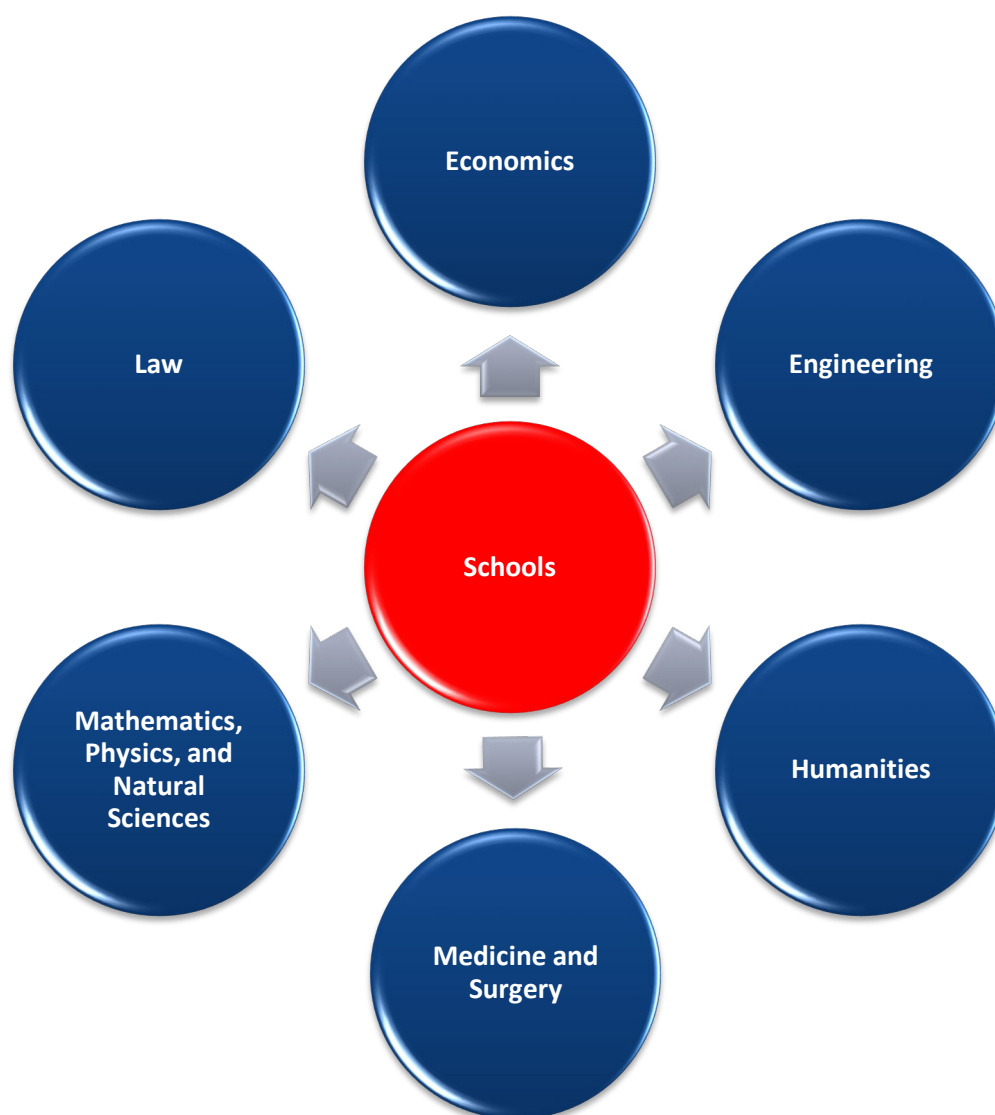 Economics
Law
Engineering
Schools
Mathematics,
Physics, and
Natural
Sciences
Humanities
Medicine and
Surgery